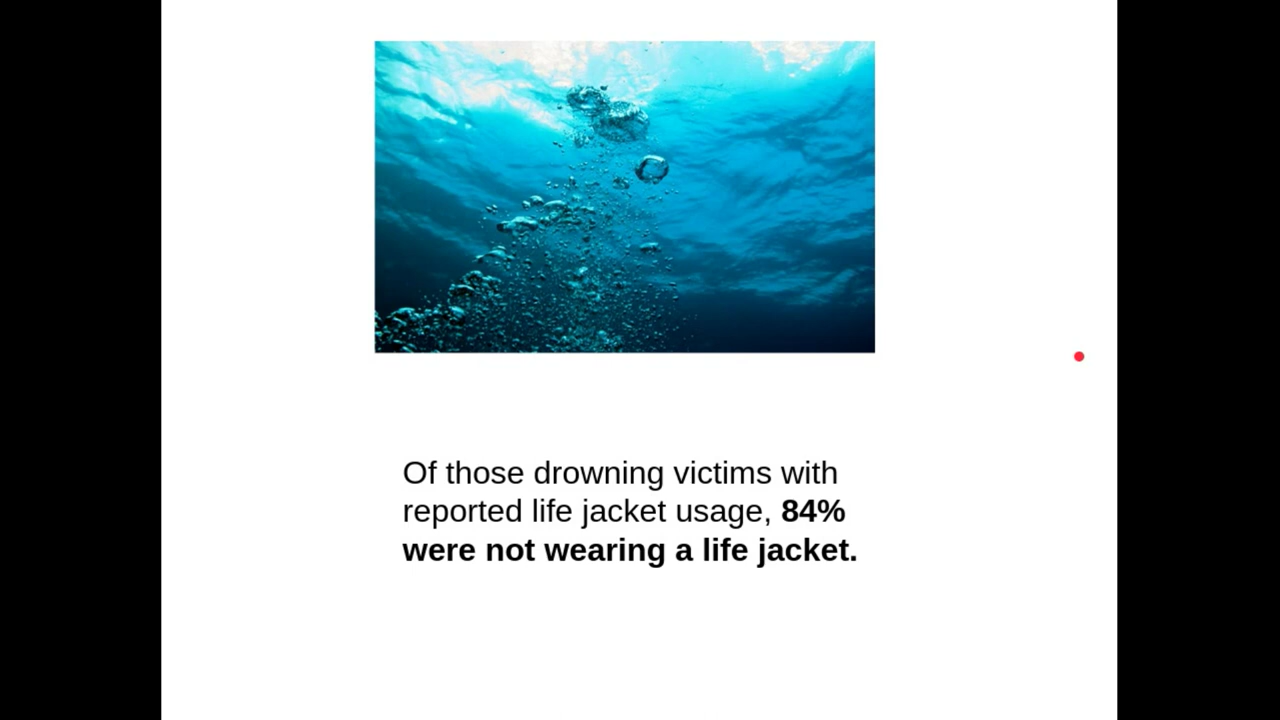 Of those drowning victims with
reported life jacket usage, 84%
were not wearing a life jacket.